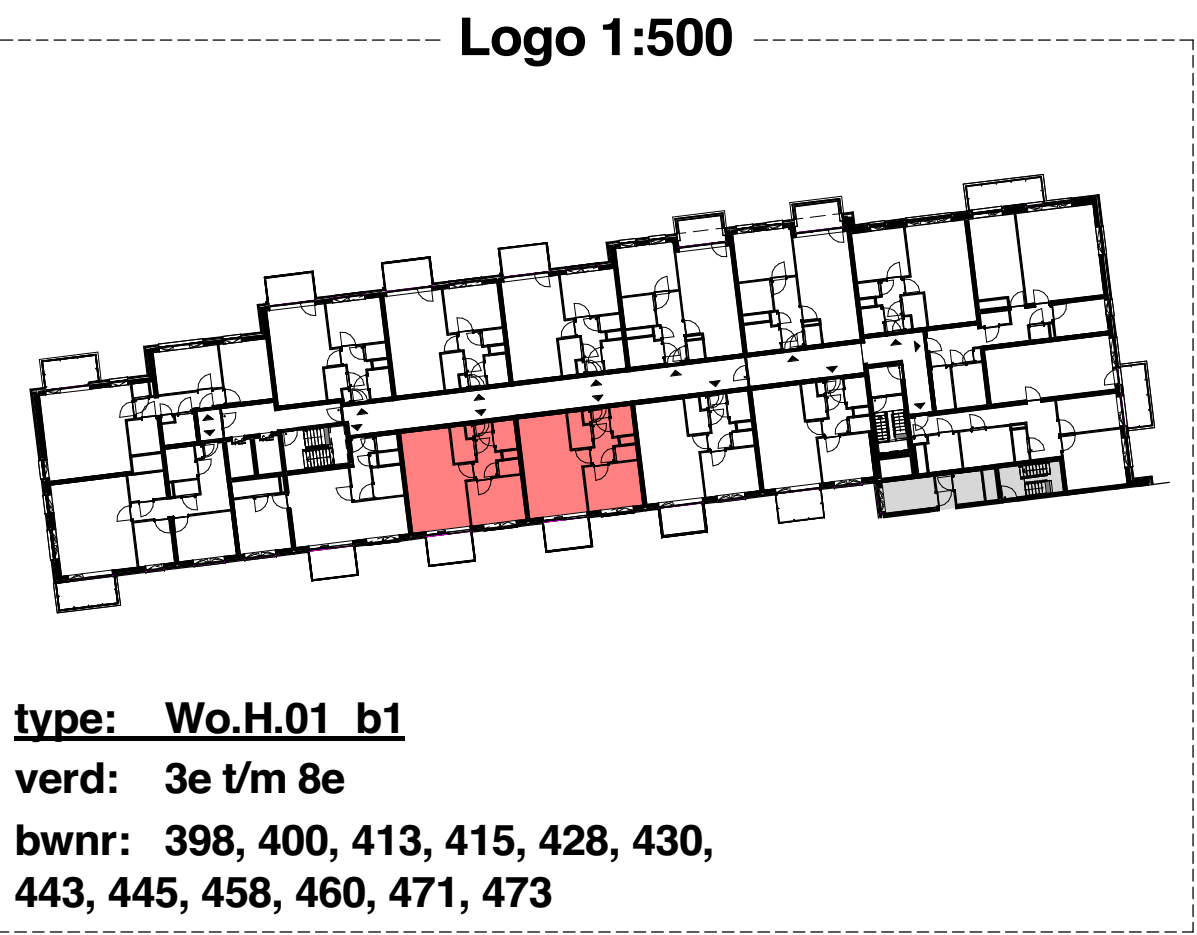 Logo 1:500
type: Wo.H.01_b1
verd: 3e t/m 8e
bwnr: 398, 400, 413, 415, 428, 430,
443, 445, 458, 460, 471, 473